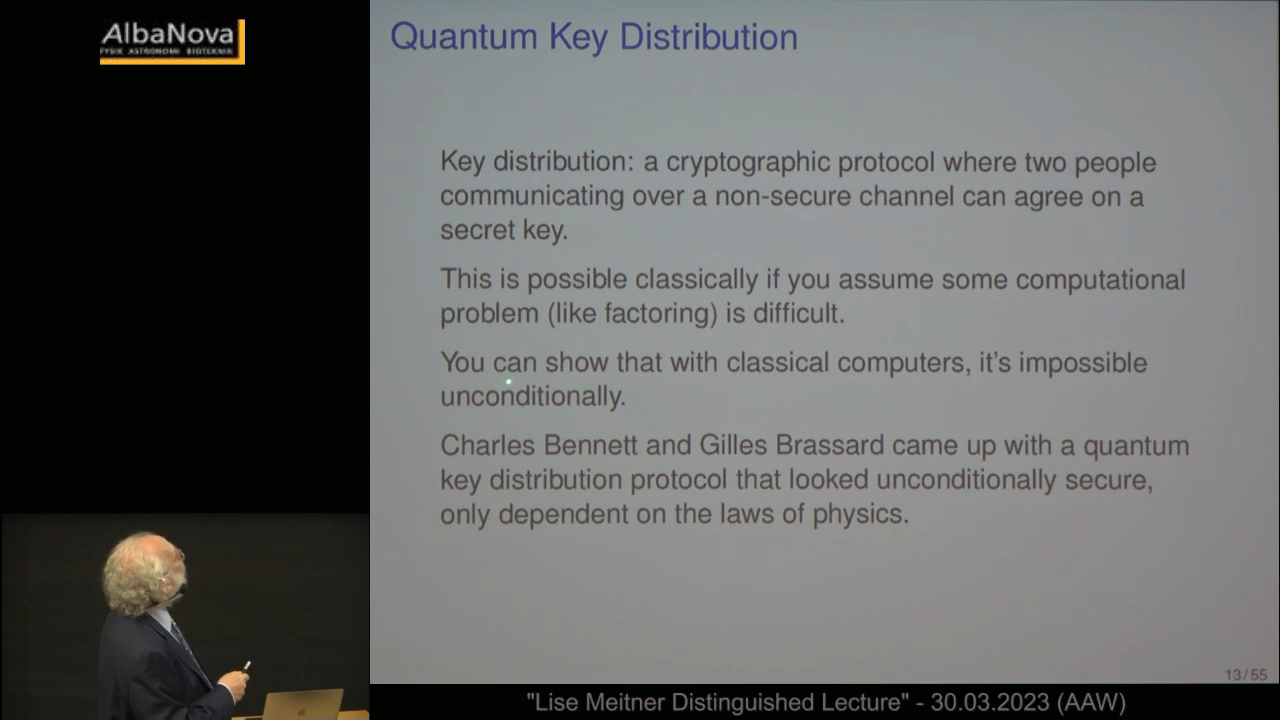 AlbaNova
FYSIK ASTRONOMI BIOTEKNIK
Quantum Key Distribution
Key distribution: a cryptographic protocol where two people
communicating over a non-secure channel can agree on a
secret key.
This is possible classically if you assume some computational
problem (like factoring) is difficult.
You can show that with classical computers, it's impossible
unconditionally.
Charles Bennett and Gilles Brassard came up with a quantum
key distribution protocol that looked unconditionally secure,
only dependent on the laws of physics.
13/55
"Lise Meitner Distinguished Lecture" - 30.03.2023 (AAW)